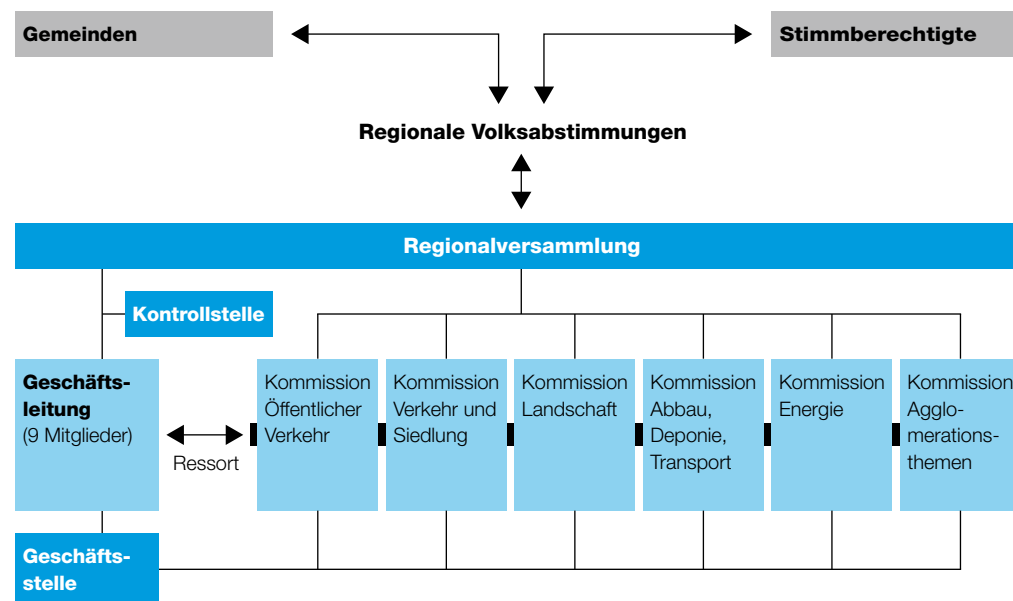 Gemeinden
Stimmberechtigte
Regionale Volksabstimmungen
Regionalversammlung
Kontrollstelle
Geschäfts-
leitung
(9 Mitglieder)
Ressort
Kommission
Öffentlicher
Verkehr
Kommission
Verkehr und
Siedlung
Kommission
Landschaft
Kommission
Abbau,
Deponie,
Transport
Kommission
Energie
Kommission
Agglo-
merations-
themen
Geschäfts-
stelle